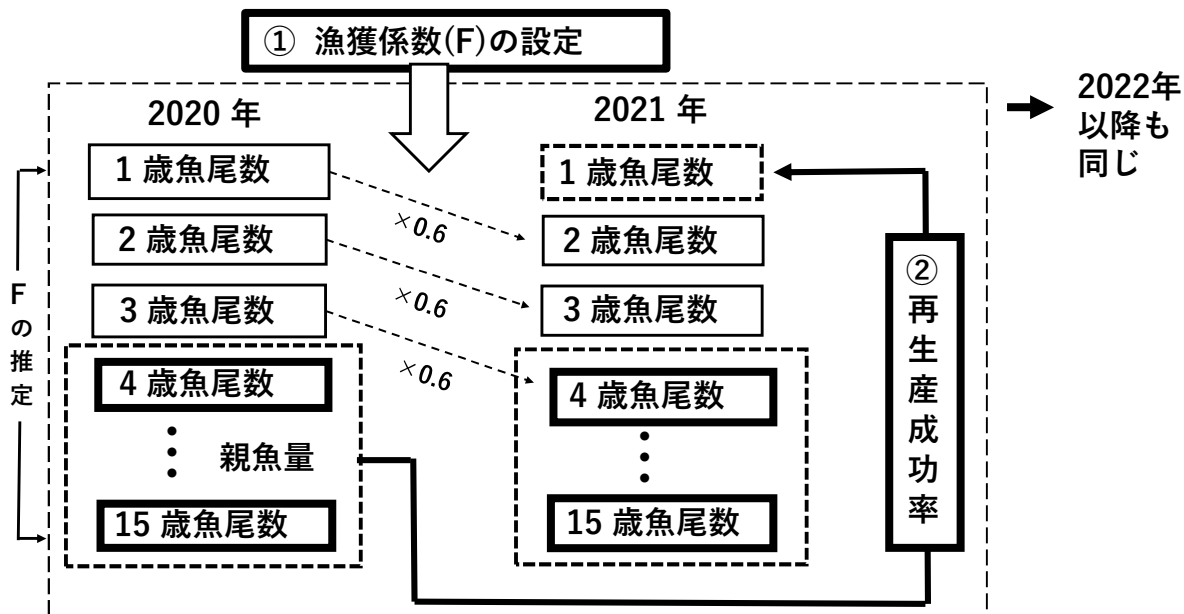 ① 漁獲係数(F)の設定
2020 年
2021 年
2022年
以降も
同じ
1 歳魚尾数
2 歳魚尾数
3 歳魚尾数
4 歳魚尾数
親魚量
15 歳魚尾数
×0.6
×0.6
×0.6
1 歳魚尾数
2 歳魚尾数
3 歳魚尾数
4 歳魚尾数
15 歳魚尾数
Fの推定
②再生産成功率